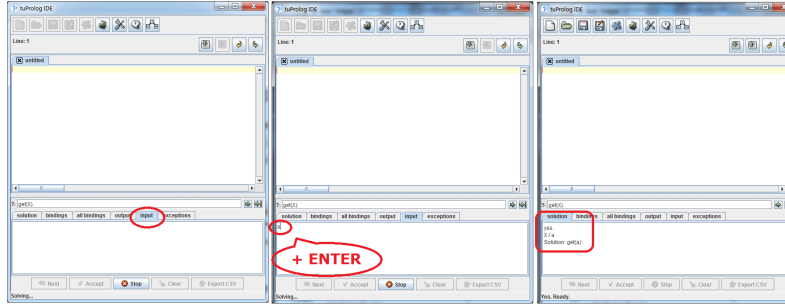 tuProlog IDE
Line: 1
untitled
?- get(X).
solution bindings all bindings output input exceptions
Next Accept Stop Clear Export CSV
Solving...
tuProlog IDE
Line: 1
untitled
?- get(X).
solution bindings all bindings output input exceptions
a
+ ENTER
Next Accept Stop Clear Export CSV
Solving...
tuProlog IDE
Line: 1
untitled
?- get(X).
solution bindings all bindings output input exceptions
yes.
X / a
Solution: get(a)
Next Accept Stop Clear Export CSV
Yes. Ready.